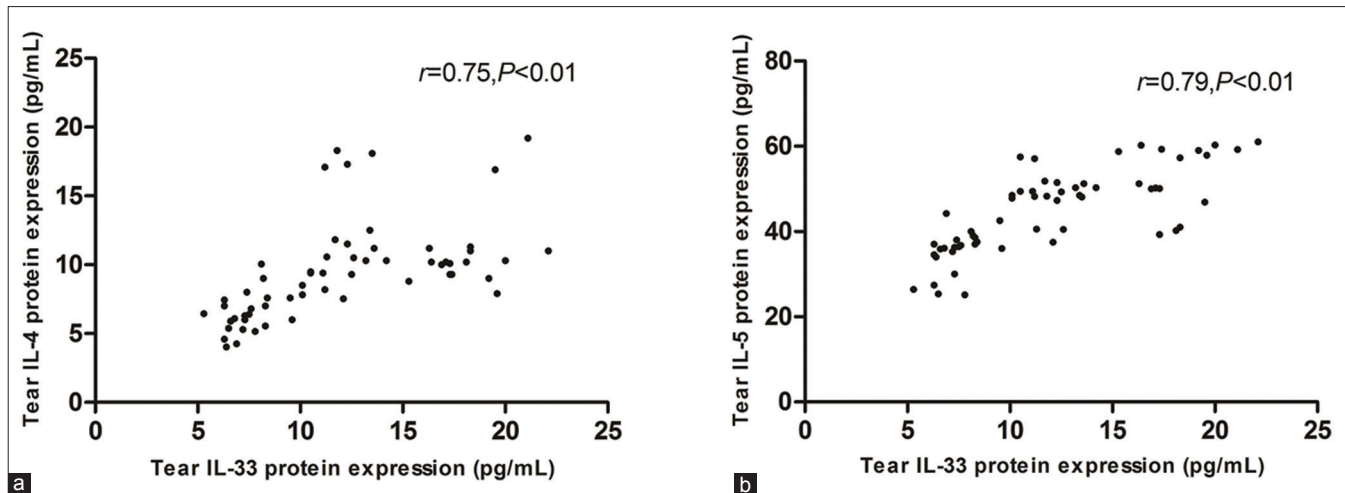 Tear IL-4 protein expression (pg/mL)
25
20
15
10
5
0
r=0.75,P<0.01
0 5 10 15 20 25
Tear IL-33 protein expression (pg/mL)
a
Tear IL-5 protein expression (pg/mL)
80
60
40
20
0
r=0.79,P<0.01
0 5 10 15 20 25
Tear IL-33 protein expression (pg/mL)
b